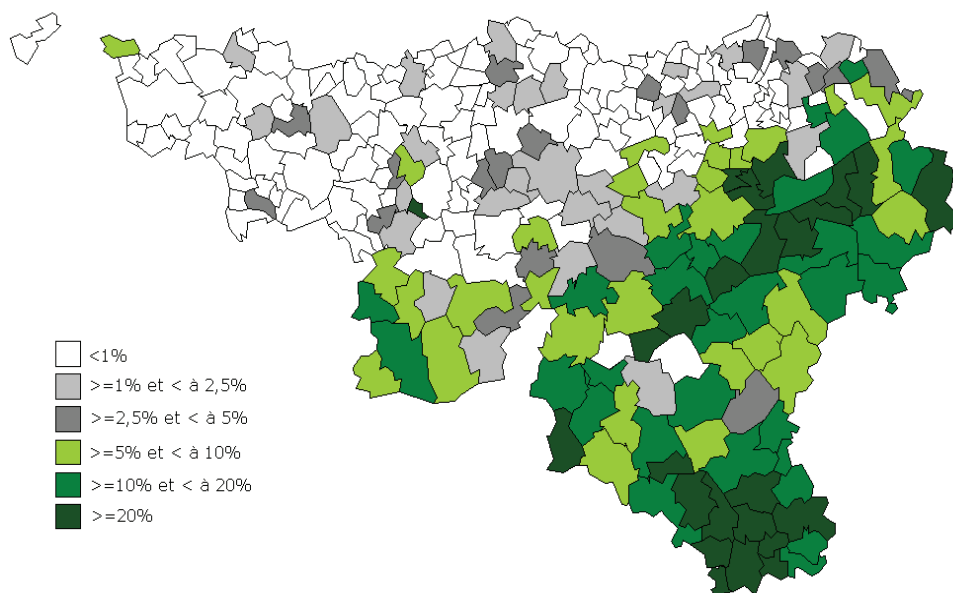 <1%
>=1% et < à 2,5%
>=2,5% et < à 5%
>=5% et < à 10%
>=10% et < à 20%
>=20%